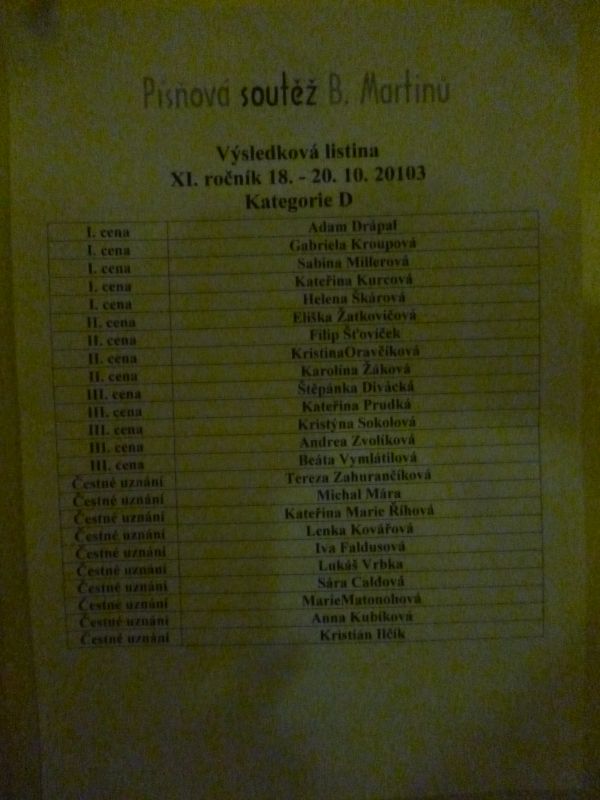 Písňová soutěž B. Martinů
Výsledková listina
XI. ročník 18. - 20. 10. 20103
Kategorie D
I. cena Adam Drápal
I. cena Gabriela Kroupová
I. cena Sabina Millerová
I. cena Kateřina Kurcová
I. cena Helena Škárová
II. cena Eliška Žatkovičová
II. cena Filip Šťovíček
II. cena KristinaOravčíková
II. cena Karolína Žáková
III. cena Štěpánka Divácká
III. cena Kateřina Prudká
III. cena Kristýna Sokolová
III. cena Andrea Zvolíková
III. cena Beáta Vymlátilová
Čestné uznání Tereza Zahurančíková
Čestné uznání Michal Mára
Čestné uznání Kateřina Marie Říhová
Čestné uznání Lenka Kovářová
Čestné uznání Iva Faldusová
Čestné uznání Lukáš Vrbka
Čestné uznání Sára Caldová
Čestné uznání MarieMatonohová
Čestné uznání Anna Kubíková
Čestné uznání Kristián Ilčík